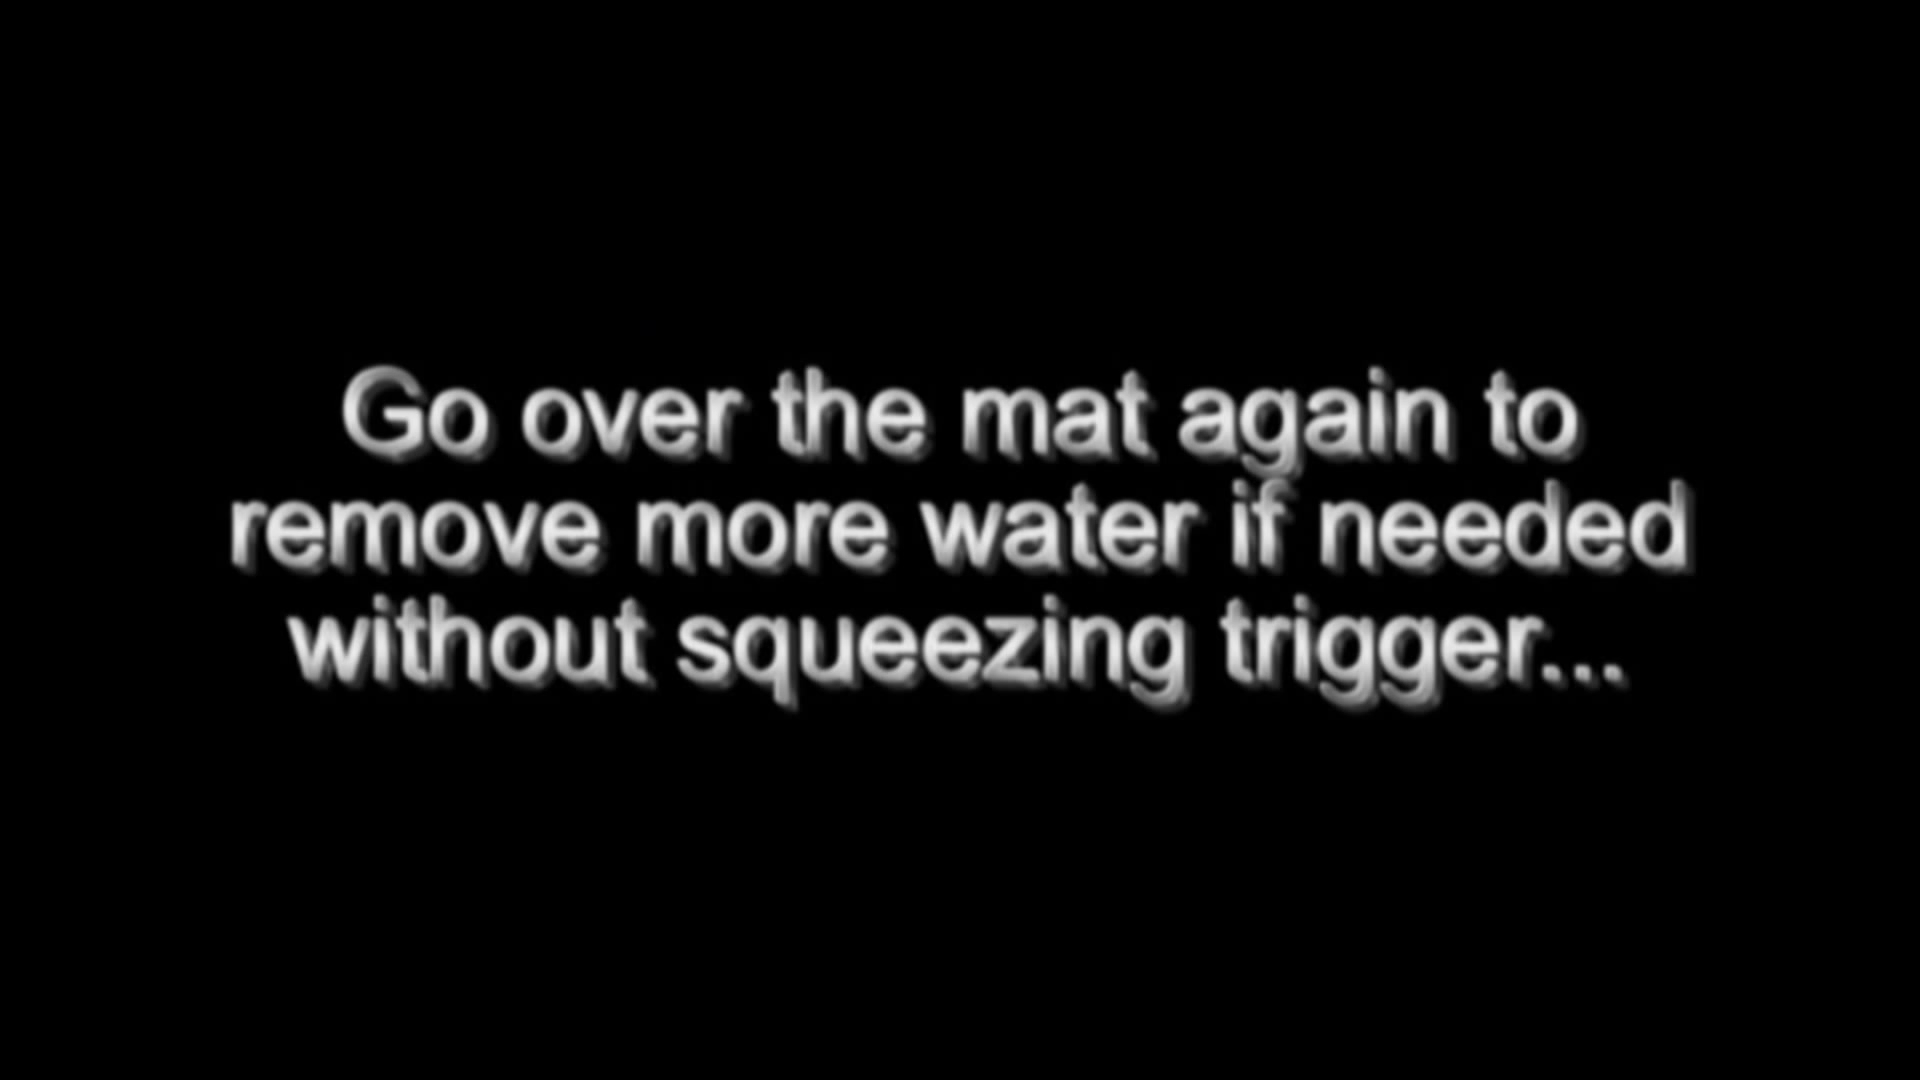 Go over the mat again to
remove more water if needed
without squeezing trigger...